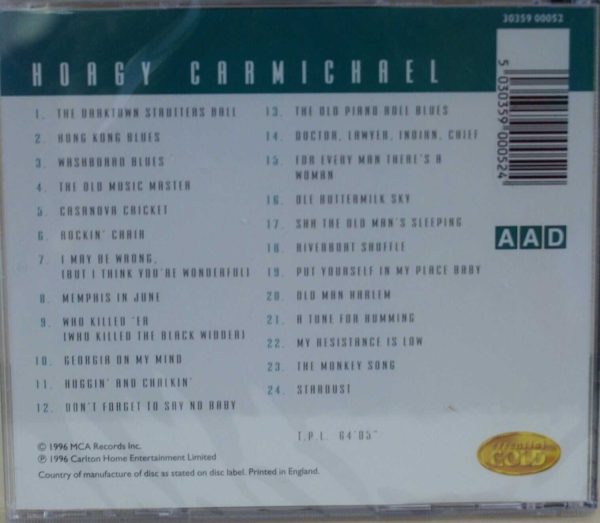 30359 00052
HOAGY CARMICHAEL
1. THE DARKTOWN STRUTTERS BALL
2. HONG KONG BLUES
3. WASHBOARD BLUES
4. THE OLD MUSIC MASTER
5. CASANOVA CRICKET
6. ROCKIN' CHAIR
7. I MAY BE WRONG,
(BUT I THINK YOU'RE WONDERFUL)
8. MEMPHIS IN JUNE
9. WHO KILLED 'ER
(WHO KILLED THE BLACK WIDDER)
10. GEORGIA ON MY MIND
11. HUGGIN' AND CHALKIN'
12. DON'T FORGET TO SAY NO BABY
13. THE OLD PIANO ROLL BLUES
14. DOCTOR, LAWYER, INDIAN, CHIEF
15. FOR EVERY MAN THERE'S A
WOMAN
16. OLE BUTTERMILK SKY
17. SHH THE OLD MAN'S SLEEPING
18. RIVERBOAT SHUFFLE
19. PUT YOURSELF IN MY PLACE BABY
20. OLD MAN HARLEM
21. A TUNE FOR HUMMING
22. MY RESISTANCE IS LOW
23. THE MONKEY SONG
24. STARDUST
T.P.L. 64'05"
5 030359 000524
AAD
© 1996 MCA Records Inc.
℗ 1996 Carlton Home Entertainment Limited
Country of manufacture of disc as stated on disc label. Printed in England.
essential
GOLD